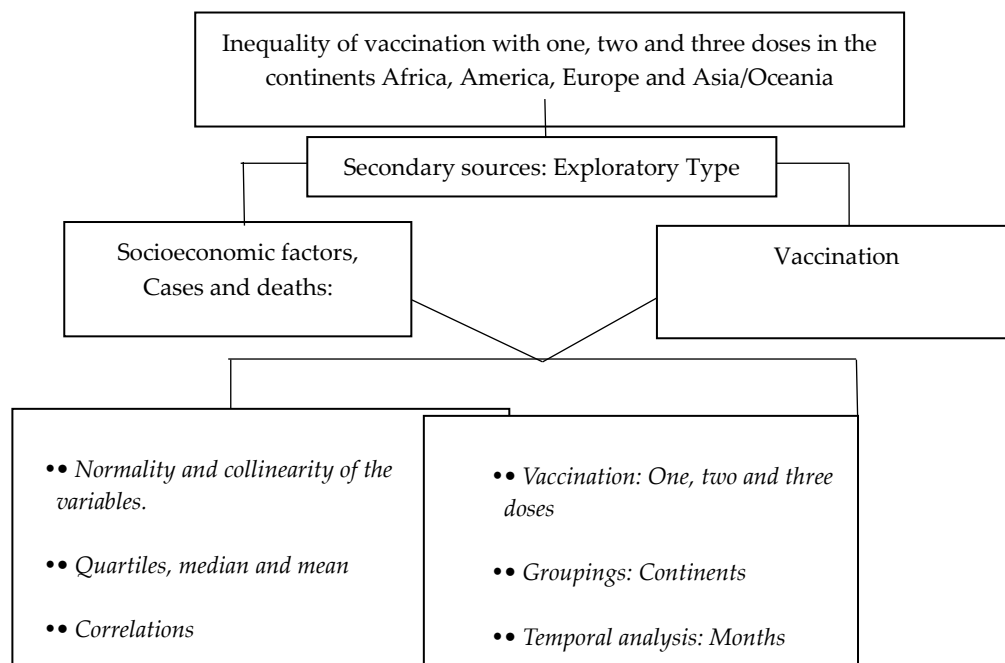 Inequality of vaccination with one, two and three doses in the
continents Africa, America, Europe and Asia/Oceania
Secondary sources: Exploratory Type
Socioeconomic factors,
Cases and deaths:
Vaccination
•• Normality and collinearity of the
variables.
•• Quartiles, median and mean
•• Correlations
•• Vaccination: One, two and three
doses
•• Groupings: Continents
•• Temporal analysis: Months